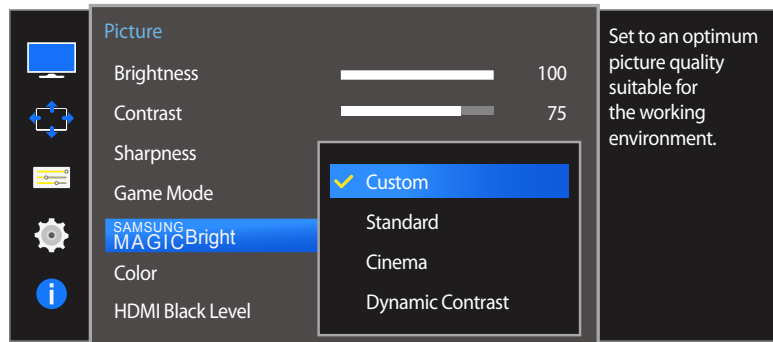 Picture
Brightness 100
Contrast 75
Sharpness
Game Mode
SAMSUNG
MAGICBright
Color
HDMI Black Level
Custom
Standard
Cinema
Dynamic Contrast
Set to an optimum
picture quality
suitable for
the working
environment.
i